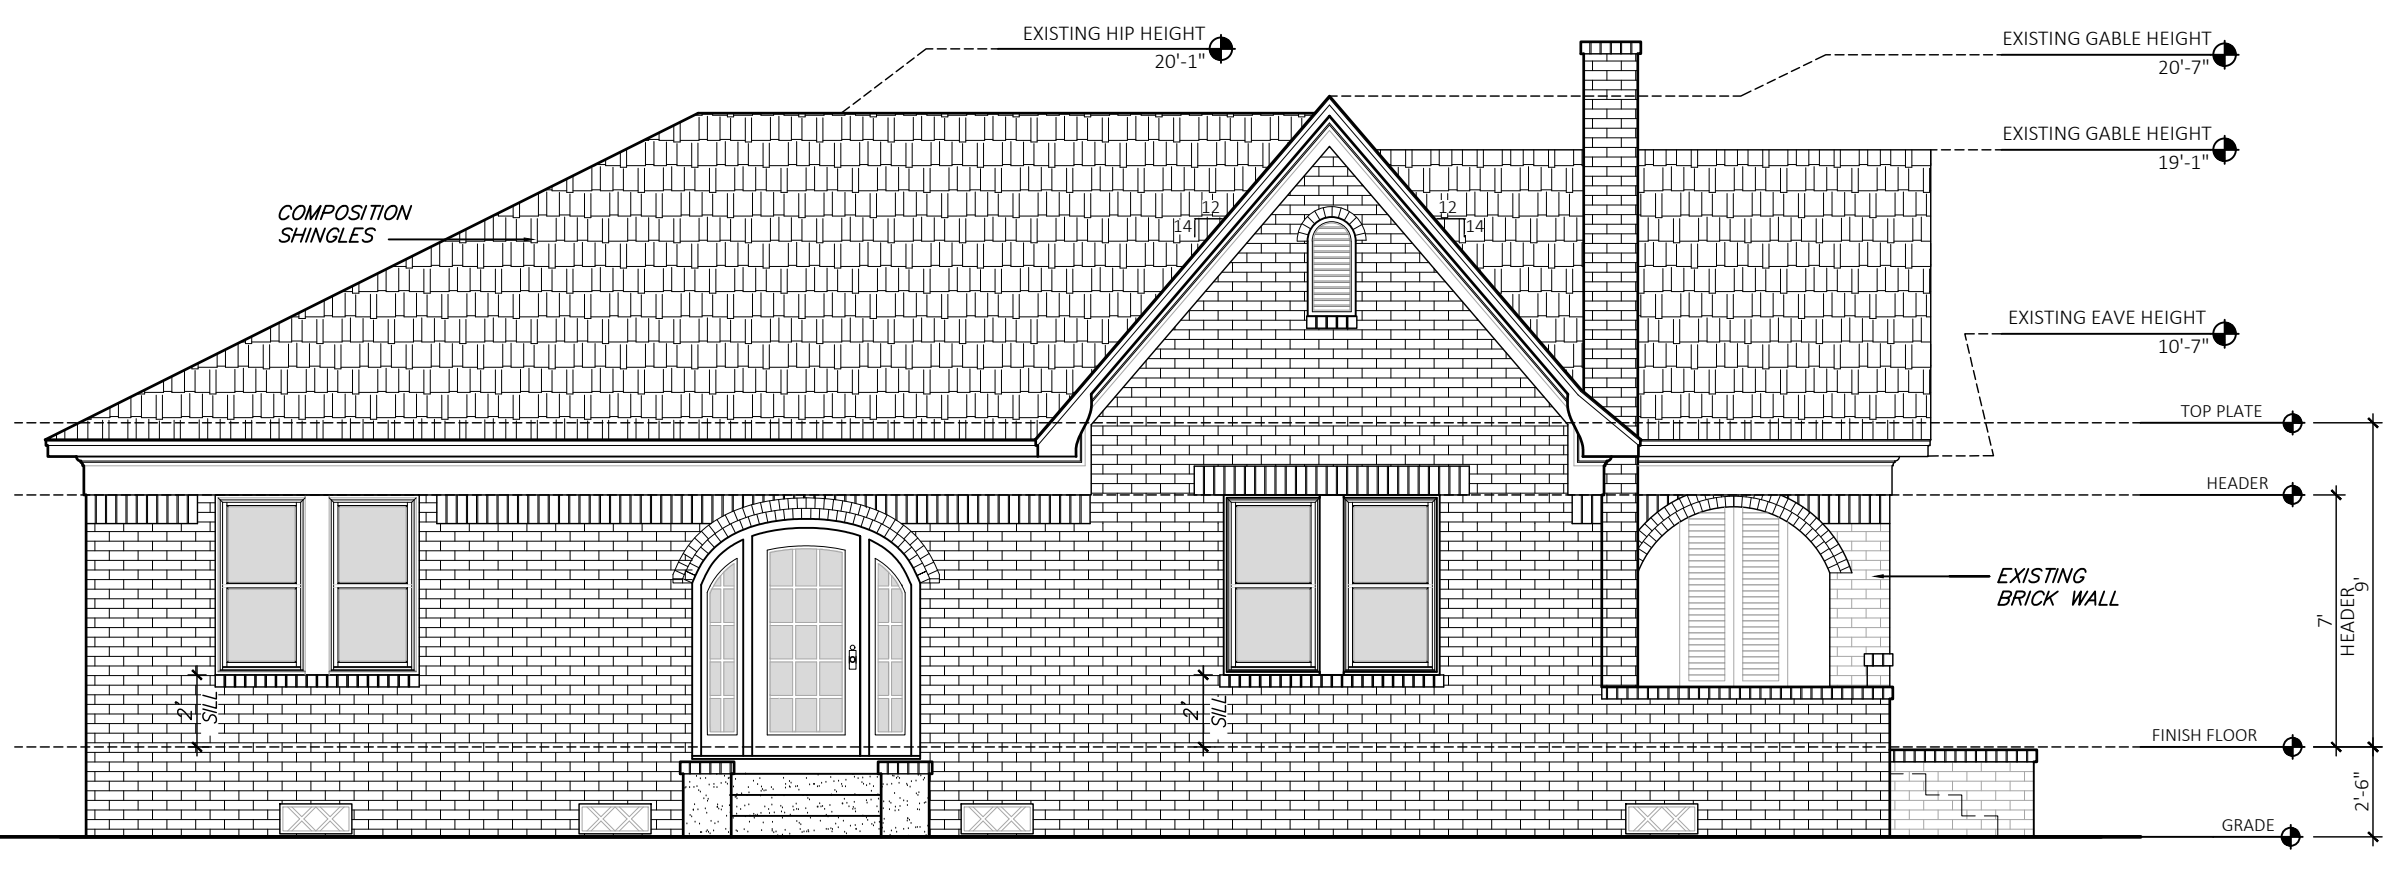 EXISTING HIP HEIGHT
20'-1"
EXISTING GABLE HEIGHT
20'-7"
EXISTING GABLE HEIGHT
19'-1"
COMPOSITION
SHINGLES
12
14
12
14
EXISTING EAVE HEIGHT
10'-7"
TOP PLATE
HEADER
EXISTING
BRICK WALL
7'
HEADER
9'
2'
SILL
2'
SILL
FINISH FLOOR
2'-6"
GRADE